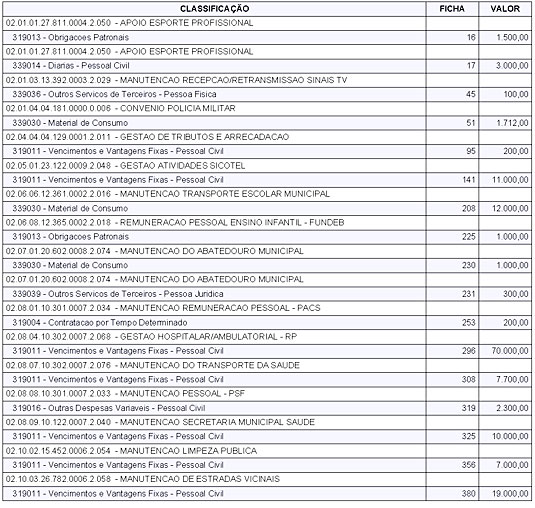 CLASSIFICAÇÃO FICHA VALOR
02.01.01.27.811.0004.2.050 - APOIO ESPORTE PROFISSIONAL
319013 - Obrigacoes Patronais 16 1.500,00
02.01.01.27.811.0004.2.050 - APOIO ESPORTE PROFISSIONAL
339014 - Diarias - Pessoal Civil 17 3.000,00
02.01.03.13.392.0003.2.029 - MANUTENCAO RECEPCAO/RETRANSMISSAO SINAIS TV
339036 - Outros Servicos de Terceiros - Pessoa Fisica 45 100,00
02.01.04.04.181.0000.0.006 - CONVENIO POLICIA MILITAR
339030 - Material de Consumo 51 1.712,00
02.04.04.04.129.0001.2.011 - GESTAO DE TRIBUTOS E ARRECADACAO
319011 - Vencimentos e Vantagens Fixas - Pessoal Civil 95 200,00
02.05.01.23.122.0009.2.048 - GESTAO ATIVIDADES SICOTEL
319011 - Vencimentos e Vantagens Fixas - Pessoal Civil 141 11.000,00
02.06.06.12.361.0002.2.016 - MANUTENCAO TRANSPORTE ESCOLAR MUNICIPAL
339030 - Material de Consumo 208 12.000,00
02.06.08.12.365.0002.2.018 - REMUNERACAO PESSOAL ENSINO INFANTIL - FUNDEB
319013 - Obrigacoes Patronais 225 1.000,00
02.07.01.20.602.0008.2.074 - MANUTENCAO DO ABATEDOURO MUNICIPAL
339030 - Material de Consumo 230 1.000,00
02.07.01.20.602.0008.2.074 - MANUTENCAO DO ABATEDOURO MUNICIPAL
339039 - Outros Servicos de Terceiros - Pessoa Juridica 231 300,00
02.08.01.10.301.0007.2.034 - MANUTENCAO REMUNERACAO PESSOAL - PACS
319004 - Contratacao por Tempo Determinado 253 200,00
02.08.04.10.302.0007.2.068 - GESTAO HOSPITALAR/AMBULATORIAL - RP
319011 - Vencimentos e Vantagens Fixas - Pessoal Civil 296 70.000,00
02.08.07.10.302.0007.2.076 - MANUTENCAO DO TRANSPORTE DA SAUDE
319011 - Vencimentos e Vantagens Fixas - Pessoal Civil 308 7.700,00
02.08.08.10.301.0007.2.033 - MANUTENCAO PESSOAL - PSF
319016 - Outras Despesas Variaveis - Pessoal Civil 319 2.300,00
02.08.09.10.122.0007.2.040 - MANUTENCAO SECRETARIA MUNICIPAL SAUDE
319011 - Vencimentos e Vantagens Fixas - Pessoal Civil 325 10.000,00
02.10.02.15.452.0006.2.054 - MANUTENCAO LIMPEZA PUBLICA
319011 - Vencimentos e Vantagens Fixas - Pessoal Civil 356 7.000,00
02.10.03.26.782.0006.2.058 - MANUTENCAO DE ESTRADAS VICINAIS
319011 - Vencimentos e Vantagens Fixas - Pessoal Civil 380 19.000,00